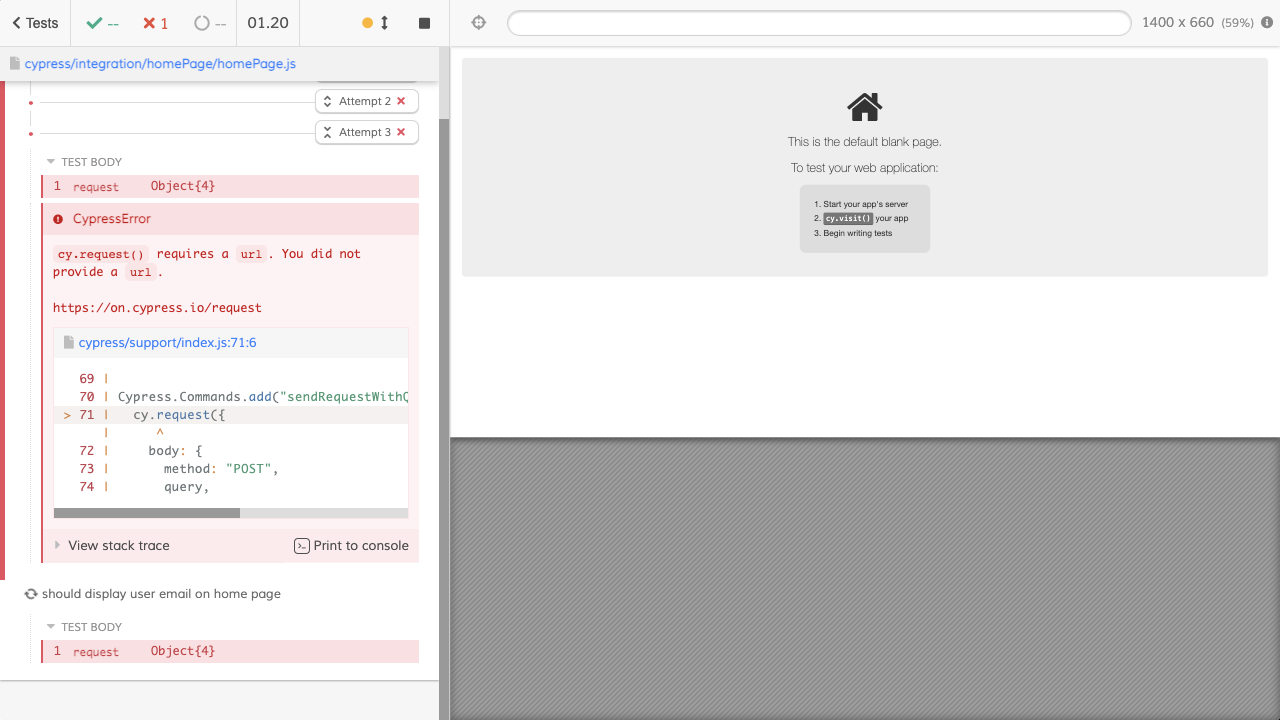 Tests
--
1
--
01.20
1400 x 660 (59%)
cypress/integration/homePage/homePage.js
Attempt 2
Attempt 3
TEST BODY
1 request Object{4}
CypressError
cy.request() requires a url. You did not
provide a url.
https://on.cypress.io/request
cypress/support/index.js:71:6
69 |
70 | Cypress.Commands.add("sendRequestWithQ
> 71 | cy.request({
| ^
72 | body: {
73 | method: "POST",
74 | query,
View stack trace
Print to console
should display user email on home page
TEST BODY
1 request Object{4}
This is the default blank page.
To test your web application:
1. Start your app's server
2. cy.visit() your app
3. Begin writing tests